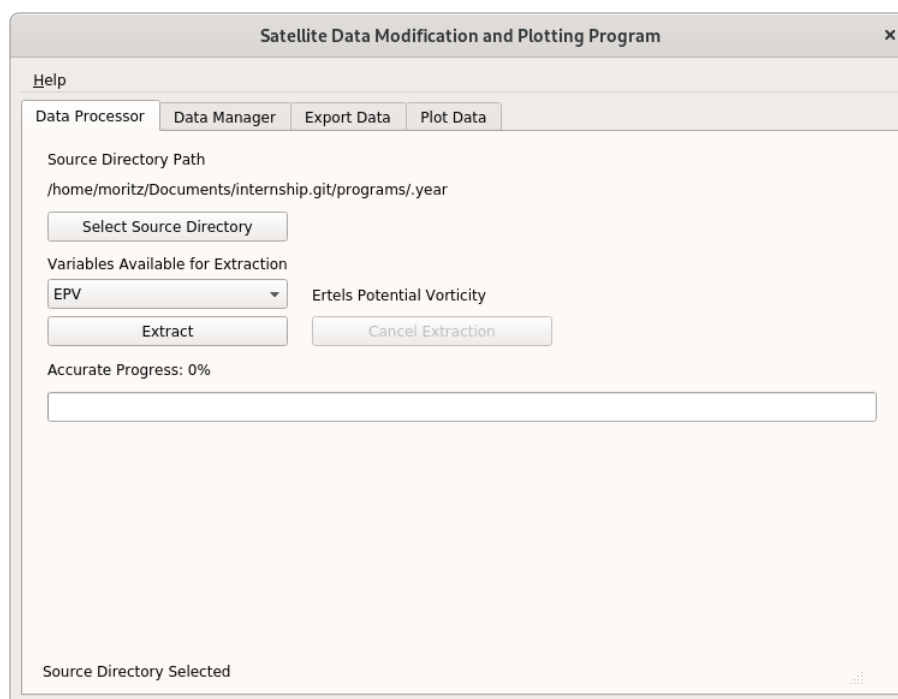 Satellite Data Modification and Plotting Program ×
Help
Data Processor Data Manager Export Data Plot Data
Source Directory Path
/home/moritz/Documents/internship.git/programs/.year
Select Source Directory
Variables Available for Extraction
EPV Ertels Potential Vorticity
Extract Cancel Extraction
Accurate Progress: 0%
Source Directory Selected